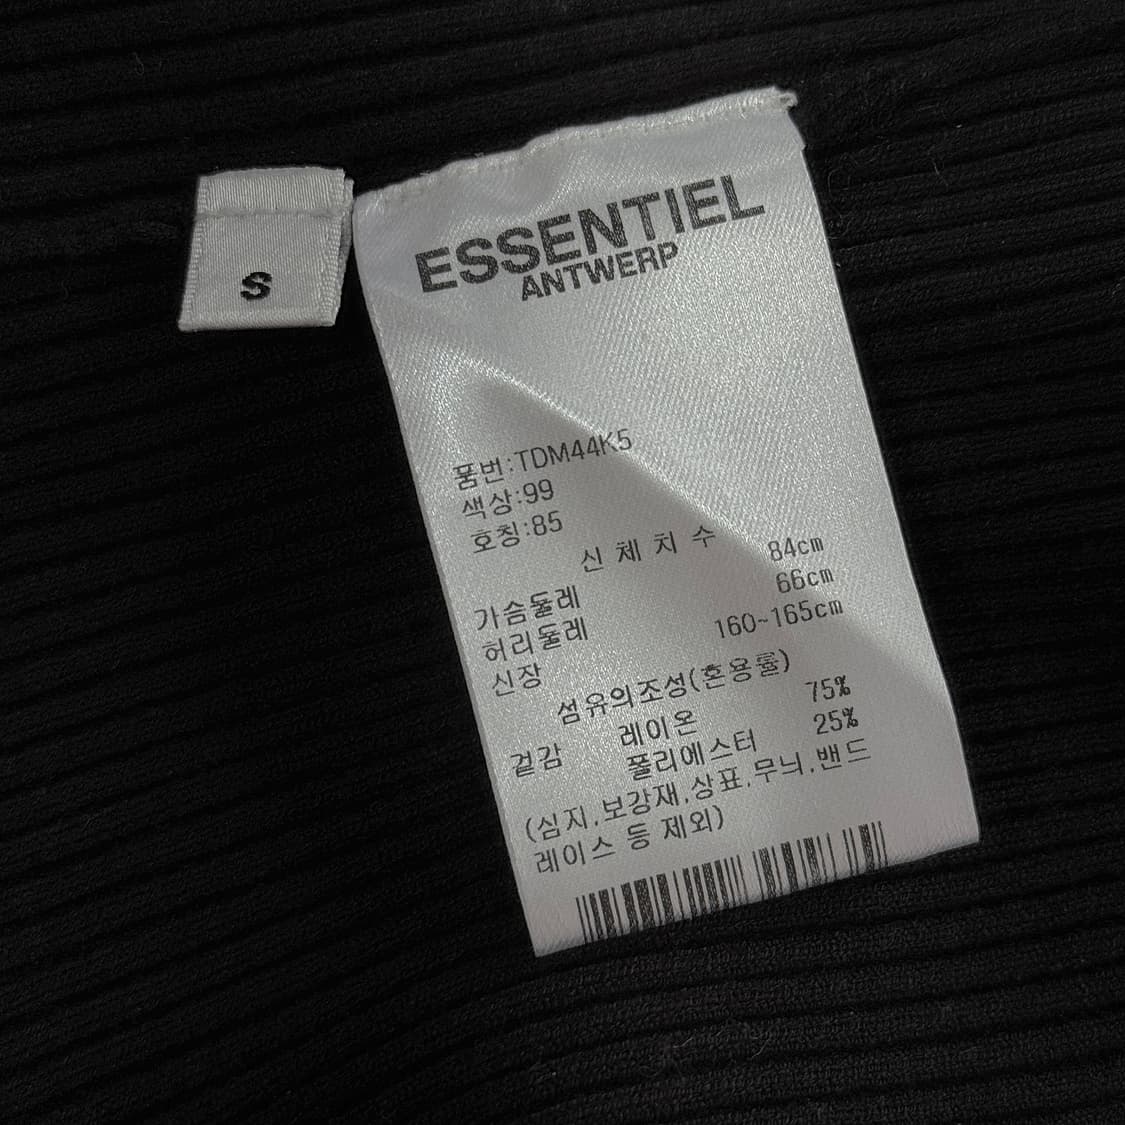 S
ESSENTIEL
ANTWERP
품번:TDM44K5
색상:99
호칭:85
신체치수
가슴둘레 84cm
허리둘레 66cm
신장 160~165cm
섬유의조성(혼용률)
겉감 레이온 75%
폴리에스터 25%
(심지,보강재,상표,무늬,밴드
레이스 등 제외)